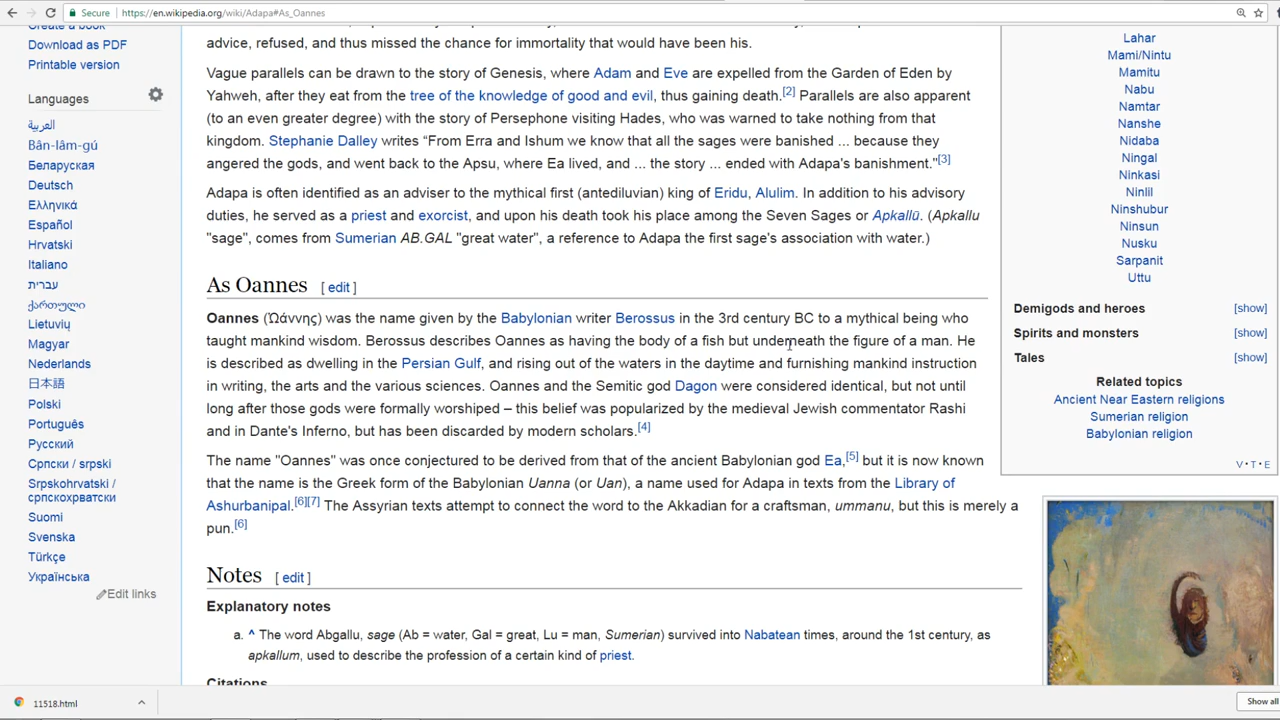 Secure | https://en.wikipedia.org/wiki/Adapa#As_Oannes
Create a book
Download as PDF
Printable version
Languages
العربية
Bân-lâm-gú
Беларуская
Deutsch
Ελληνικά
Español
Hrvatski
Italiano
עברית
ქართული
Lietuvių
Magyar
Nederlands
日本語
Polski
Português
Русский
Српски / srpski
Srpskohrvatski /
српскохрватски
Suomi
Svenska
Türkçe
Українська
Edit links
advice, refused, and thus missed the chance for immortality that would have been his.
Vague parallels can be drawn to the story of Genesis, where Adam and Eve are expelled from the Garden of Eden by
Yahweh, after they eat from the tree of the knowledge of good and evil, thus gaining death.[2] Parallels are also apparent
(to an even greater degree) with the story of Persephone visiting Hades, who was warned to take nothing from that
kingdom. Stephanie Dalley writes “From Erra and Ishum we know that all the sages were banished ... because they
angered the gods, and went back to the Apsu, where Ea lived, and ... the story ... ended with Adapa's banishment."[3]
Adapa is often identified as an adviser to the mythical first (antediluvian) king of Eridu, Alulim. In addition to his advisory
duties, he served as a priest and exorcist, and upon his death took his place among the Seven Sages or Apkallū. (Apkallu
"sage", comes from Sumerian AB.GAL "great water", a reference to Adapa the first sage's association with water.)
As Oannes [ edit ]
Oannes (Ὡάννης) was the name given by the Babylonian writer Berossus in the 3rd century BC to a mythical being who
taught mankind wisdom. Berossus describes Oannes as having the body of a fish but underneath the figure of a man. He
is described as dwelling in the Persian Gulf, and rising out of the waters in the daytime and furnishing mankind instruction
in writing, the arts and the various sciences. Oannes and the Semitic god Dagon were considered identical, but not until
long after those gods were formally worshiped – this belief was popularized by the medieval Jewish commentator Rashi
and in Dante's Inferno, but has been discarded by modern scholars.[4]
The name "Oannes" was once conjectured to be derived from that of the ancient Babylonian god Ea,[5] but it is now known
that the name is the Greek form of the Babylonian Uanna (or Uan), a name used for Adapa in texts from the Library of
Ashurbanipal.[6][7] The Assyrian texts attempt to connect the word to the Akkadian for a craftsman, ummanu, but this is merely a
pun.[6]
Notes [ edit ]
Explanatory notes
a. ^ The word Abgallu, sage (Ab = water, Gal = great, Lu = man, Sumerian) survived into Nabatean times, around the 1st century, as
apkallum, used to describe the profession of a certain kind of priest.
Citations
Lahar
Mami/Nintu
Mamitu
Nabu
Namtar
Nanshe
Nidaba
Ningal
Ninkasi
Ninlil
Ninshubur
Ninsun
Nusku
Sarpanit
Uttu
Demigods and heroes [show]
Spirits and monsters [show]
Tales [show]
Related topics
Ancient Near Eastern religions
Sumerian religion
Babylonian religion
V · T · E
11518.html
Show all